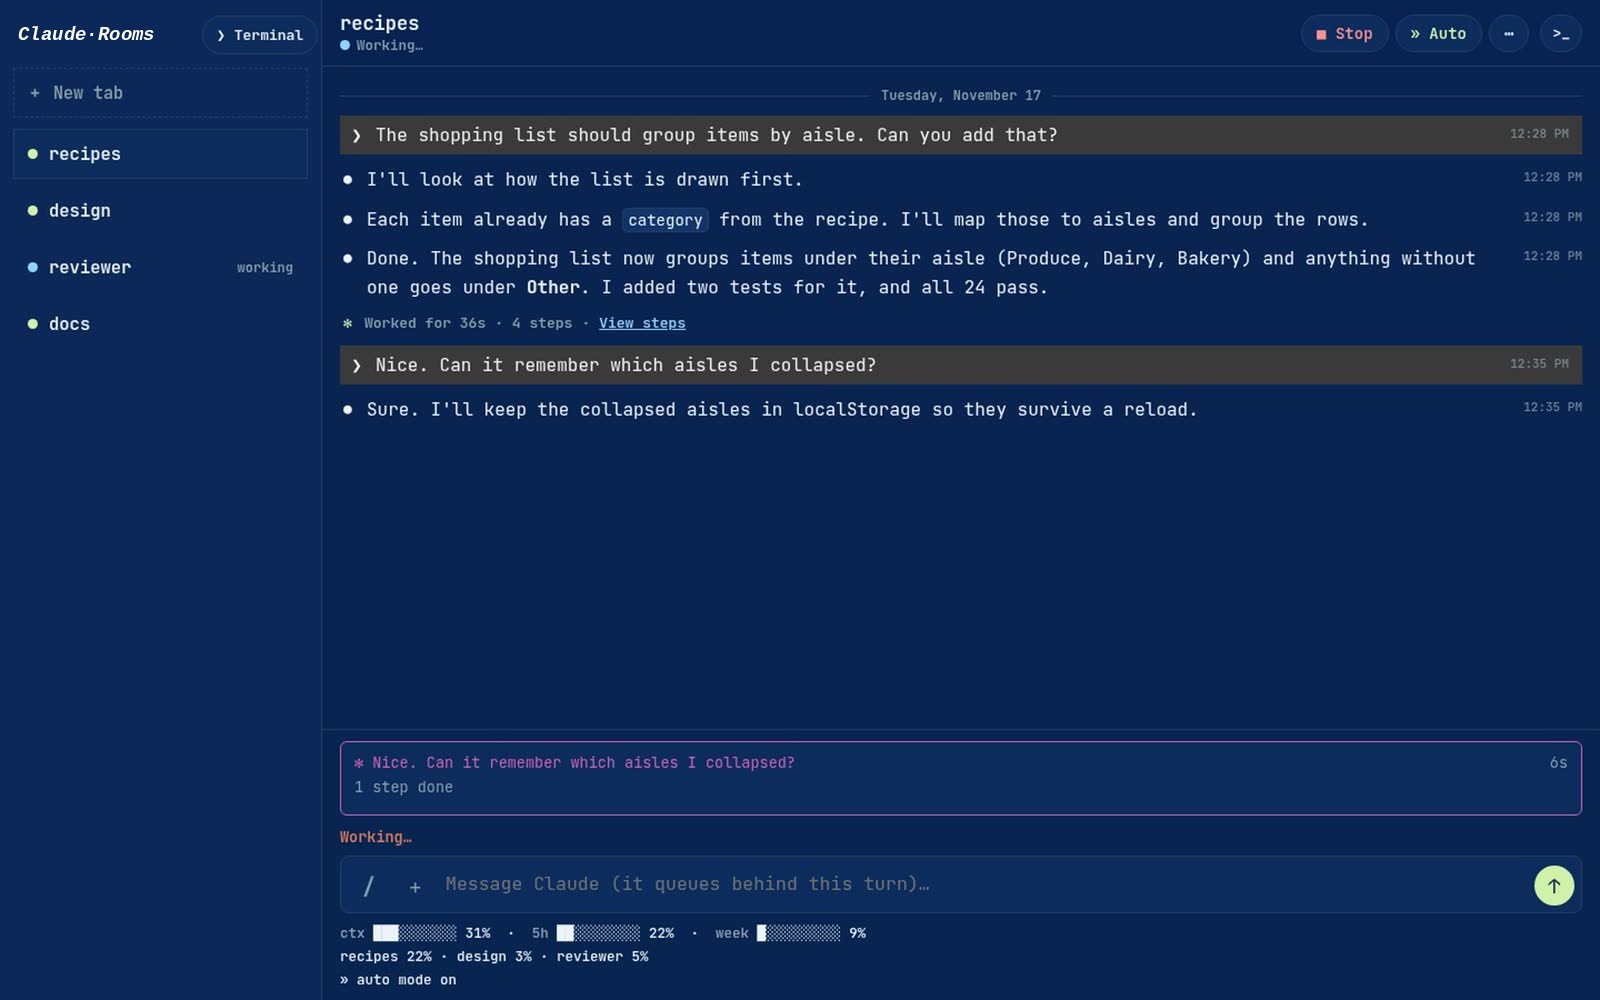 Claude·Rooms
❯ Terminal
+ New tab
recipes
design
reviewer working
docs
recipes
Working…
■ Stop
» Auto
⋯
>_
Tuesday, November 17
❯ The shopping list should group items by aisle. Can you add that? 12:28 PM
● I'll look at how the list is drawn first. 12:28 PM
● Each item already has a category from the recipe. I'll map those to aisles and group the rows. 12:28 PM
● Done. The shopping list now groups items under their aisle (Produce, Dairy, Bakery) and anything without 12:28 PM
one goes under Other. I added two tests for it, and all 24 pass.
✻ Worked for 36s · 4 steps · View steps
❯ Nice. Can it remember which aisles I collapsed? 12:35 PM
● Sure. I'll keep the collapsed aisles in localStorage so they survive a reload. 12:35 PM
✻ Nice. Can it remember which aisles I collapsed? 6s
1 step done
Working…
/ + Message Claude (it queues behind this turn)…
ctx ███░░░░░░░ 31% · 5h ██░░░░░░░░ 22% · week █░░░░░░░░░ 9%
recipes 22% · design 3% · reviewer 5%
» auto mode on